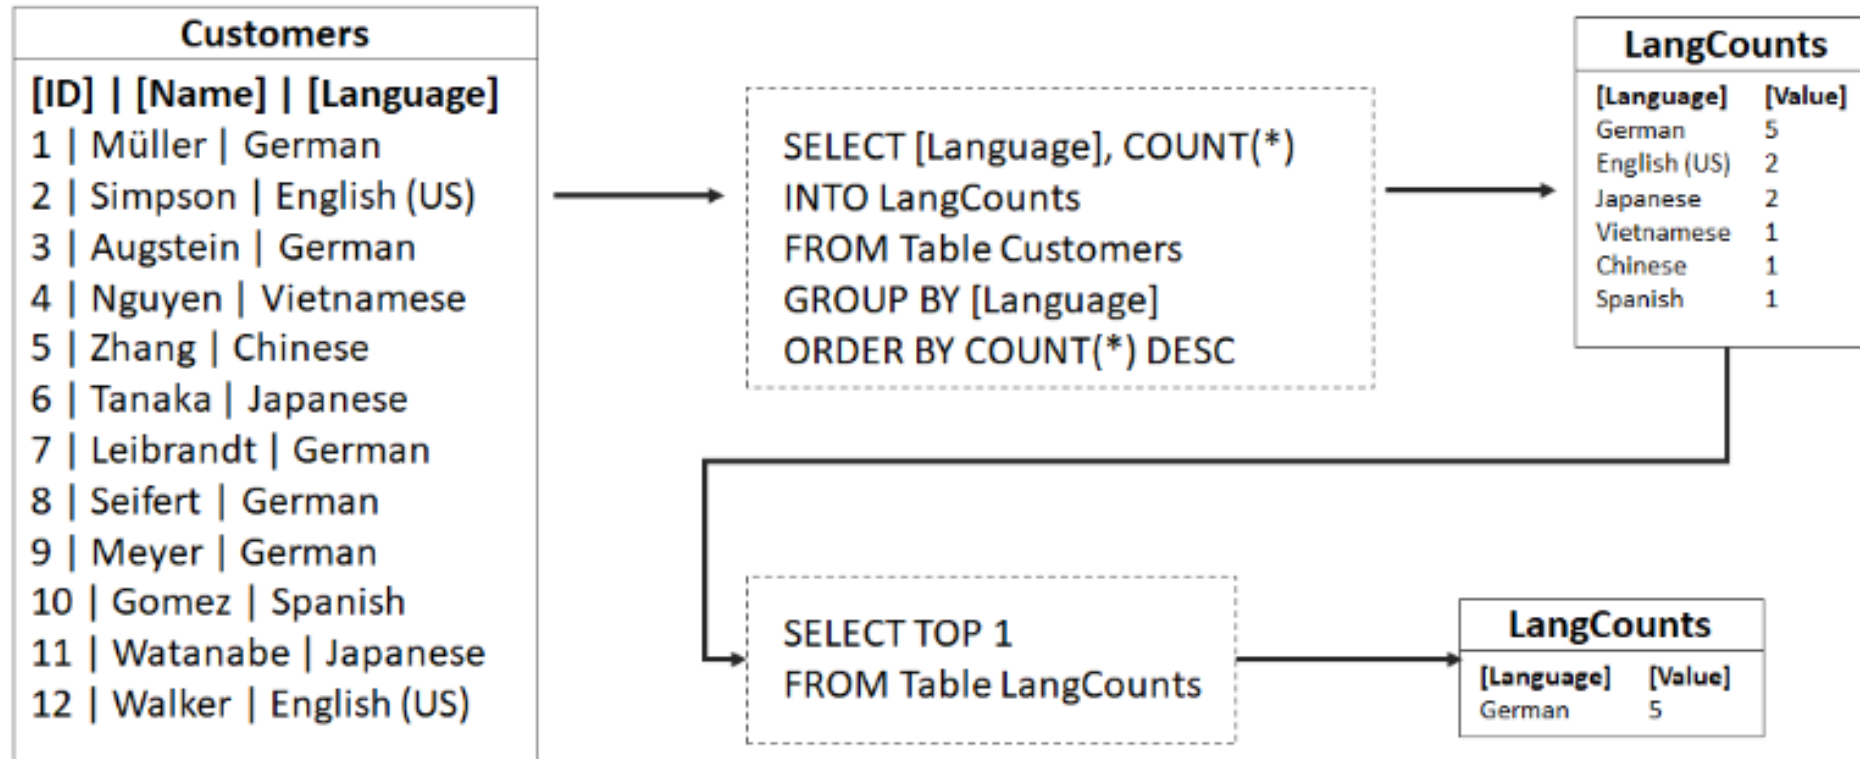 Customers
[ID] | [Name] | [Language]
1 | Müller | German
2 | Simpson | English (US)
3 | Augstein | German
4 | Nguyen | Vietnamese
5 | Zhang | Chinese
6 | Tanaka | Japanese
7 | Leibrandt | German
8 | Seifert | German
9 | Meyer | German
10 | Gomez | Spanish
11 | Watanabe | Japanese
12 | Walker | English (US)
SELECT [Language], COUNT(*)
INTO LangCounts
FROM Table Customers
GROUP BY [Language]
ORDER BY COUNT(*) DESC
LangCounts
[Language] [Value]
German 5
English (US) 2
Japanese 2
Vietnamese 1
Chinese 1
Spanish 1
SELECT TOP 1
FROM Table LangCounts
LangCounts
[Language] [Value]
German 5